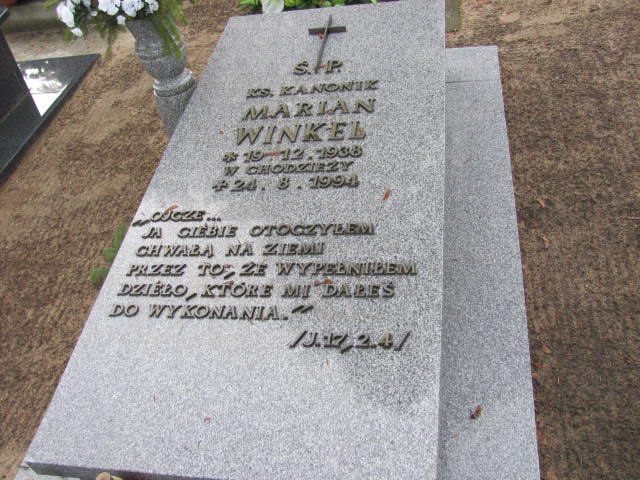 Ś.†P.
KS. KANONIK
MARIAN
WINKEL
* 19.12.1938
W CHODZIEŻY
+ 24.8.1994
„OJCZE...
JA CIEBIE OTOCZYŁEM
CHWAŁĄ NA ZIEMI
PRZEZ TO, ŻE WYPEŁNIŁEM
DZIEŁO, KTÓRE MI DAŁEŚ
DO WYKONANIA."
/J.17,2.4/